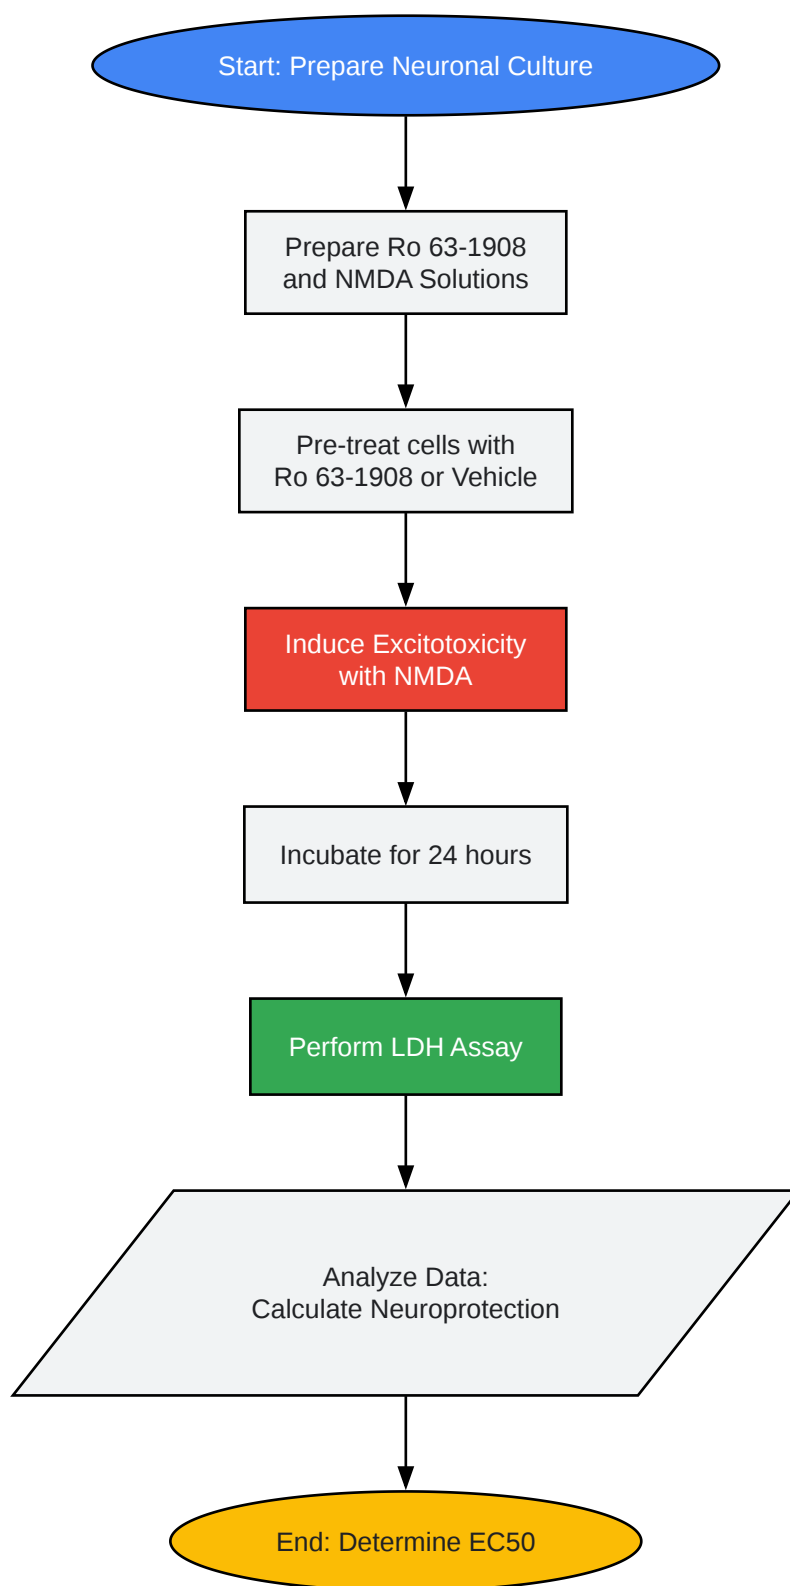 Start: Prepare Neuronal Culture
Prepare Ro 63-1908
and NMDA Solutions
Pre-treat cells with
Ro 63-1908 or Vehicle
Induce Excitotoxicity
with NMDA
Incubate for 24 hours
Perform LDH Assay
Analyze Data:
Calculate Neuroprotection
End: Determine EC50